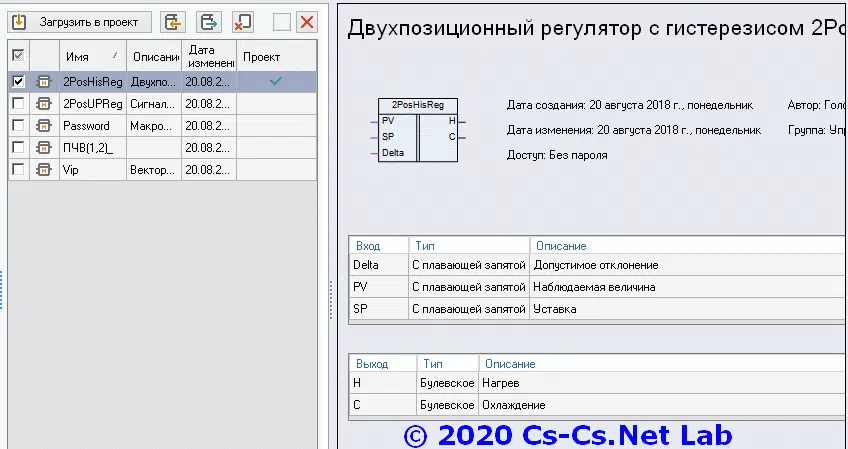 Загрузить в проект
Имя Описани Дата изменени Проект
2PosHisReg Двухпо... 20.08.2...
2PosUPReg Сигнал... 20.08.2...
Password Макро... 20.08.2...
ПЧВ(1,2)_ 20.08.2...
Vip Вектор... 20.08.2...
Двухпозиционный регулятор с гистерезисом 2Po
2PosHisReg
PV H
SP C
Delta
Дата создания: 20 августа 2018 г., понедельник Автор: Голо
Дата изменения: 20 августа 2018 г., понедельник Группа: Упр
Доступ: Без пароля
Вход Тип Описание
Delta С плавающей запятой Допустимое отклонение
PV С плавающей запятой Наблюдаемая величина
SP С плавающей запятой Уставка
Выход Тип Описание
H Булевское Нагрев
C Булевское Охлаждение
© 2020 Cs-Cs.Net Lab